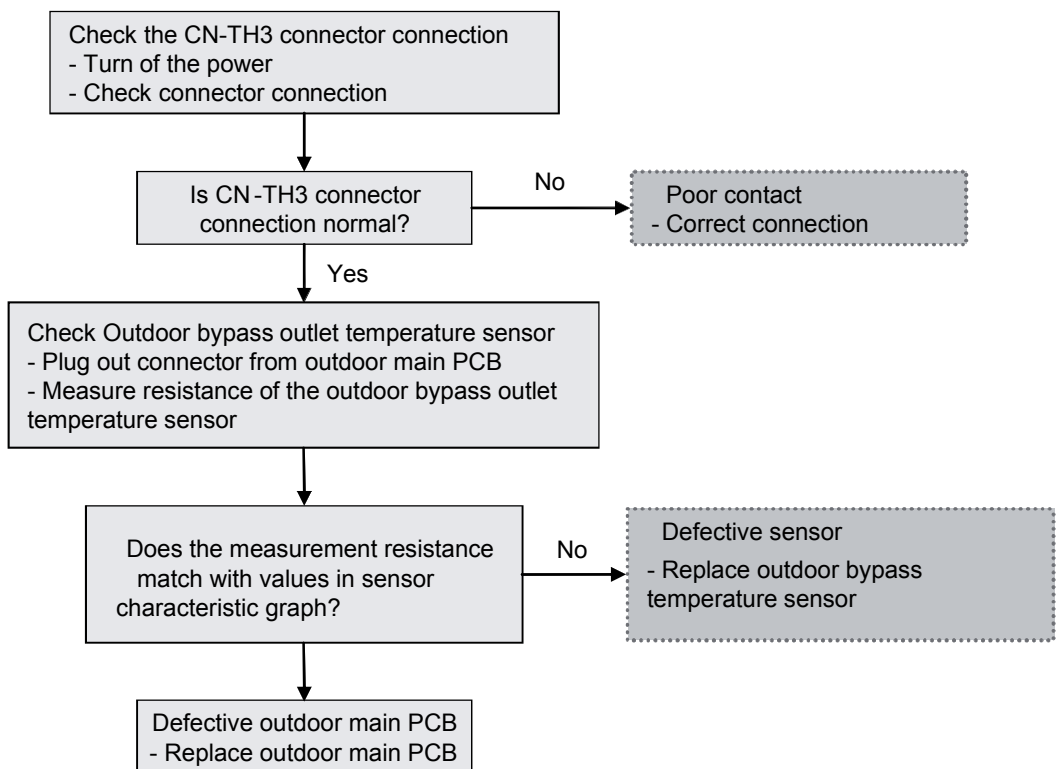 Check the CN-TH3 connector connection
- Turn of the power
- Check connector connection
Is CN-TH3 connector
connection normal?
No
Poor contact
- Correct connection
Yes
Check Outdoor bypass outlet temperature sensor
- Plug out connector from outdoor main PCB
- Measure resistance of the outdoor bypass outlet
temperature sensor
Does the measurement resistance
match with values in sensor
characteristic graph?
No
Defective sensor
- Replace outdoor bypass
temperature sensor
Defective outdoor main PCB
- Replace outdoor main PCB